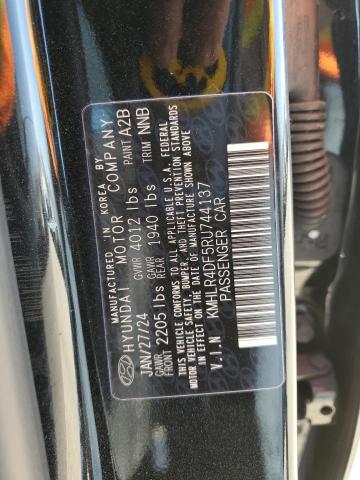 MANUFACTURED IN KOREA BY
HYUNDAI MOTOR COMPANY
JAN/27/24 GVWR 4012 lbs PAINT A2B
GAWR FRONT 2205 lbs GAWR REAR 1940 lbs TRIM NNB
THIS VEHICLE CONFORMS TO ALL APPLICABLE U.S.A. FEDERAL
MOTOR VEHICLE SAFETY, BUMPER, AND THEFT PREVENTION STANDARDS
IN EFFECT ON THE DATE OF MANUFACTURE SHOWN ABOVE
V.I.N KMHLR4DF5RU744137
PASSENGER CAR